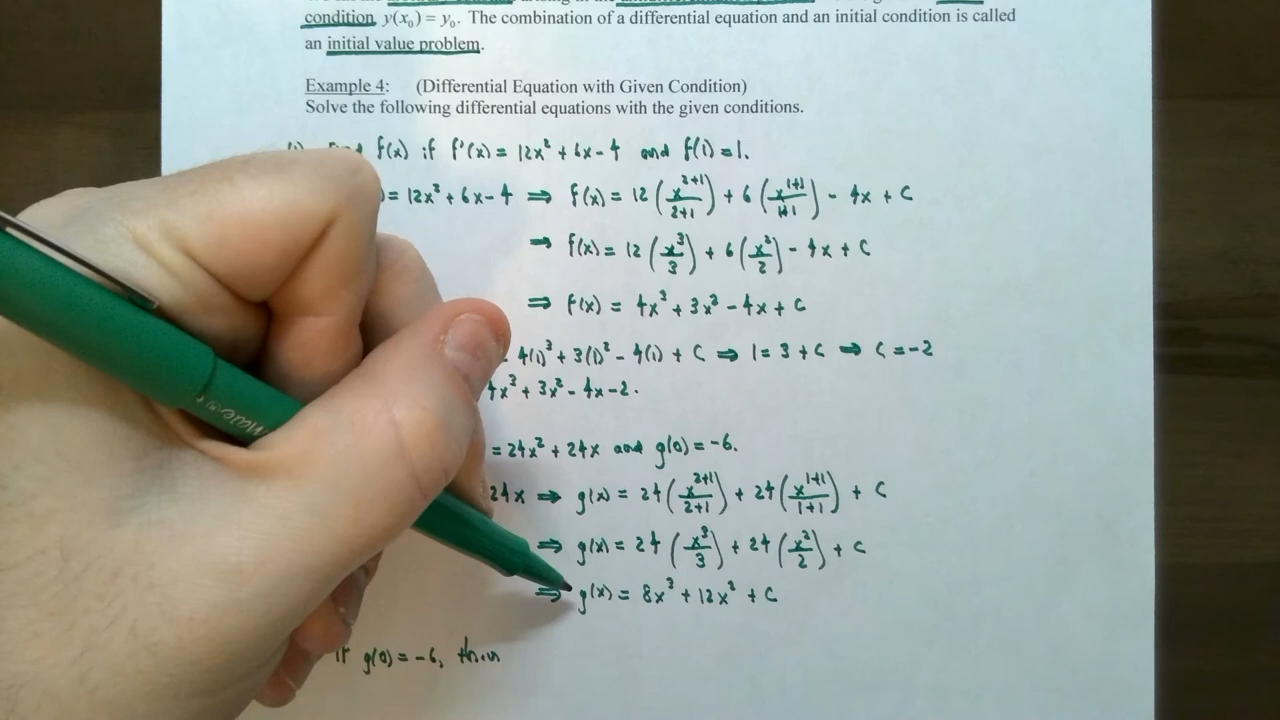 condition y(x₀) = y₀. The combination of a differential equation and an initial condition is called
an initial value problem.
Example 4: (Differential Equation with Given Condition)
Solve the following differential equations with the given conditions.
f(x) if f'(x) = 12x² + 6x - 4 and f(1) = 1.
) = 12x² + 6x - 4 ⇒ f(x) = 12(x²⁺¹/2+1) + 6(x¹⁺¹/1+1) - 4x + C
⇒ f(x) = 12(x³/3) + 6(x²/2) - 4x + C
⇒ f(x) = 4x³ + 3x² - 4x + C
4(1)³ + 3(1)² - 4(1) + C ⇒ 1 = 3 + C ⇒ C = -2
4x³ + 3x² - 4x - 2.
= 24x² + 24x and g(0) = -6.
24x ⇒ g(x) = 24(x²⁺¹/2+1) + 24(x¹⁺¹/1+1) + C
⇒ g(x) = 24(x³/3) + 24(x²/2) + C
⇒ g(x) = 8x³ + 12x² + C
If g(0) = -6, then